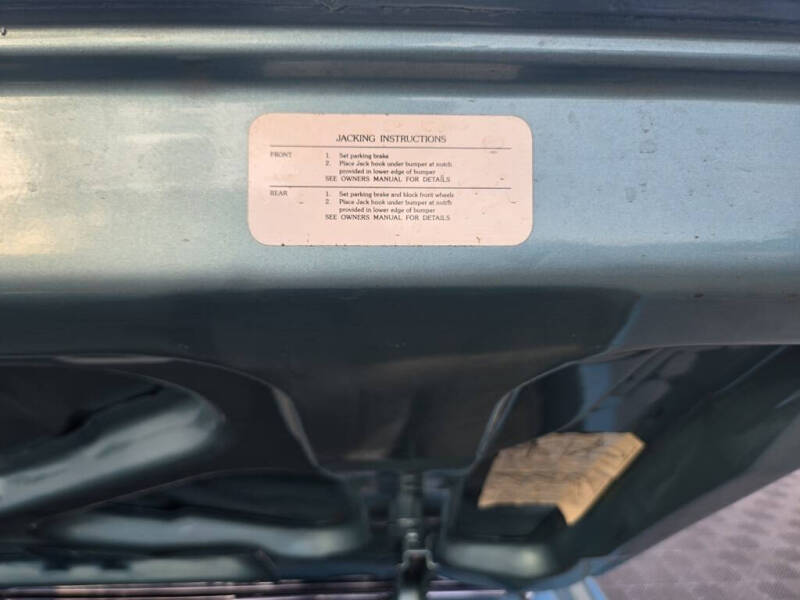 JACKING INSTRUCTIONS
FRONT 1. Set parking brake
2. Place Jack hook under bumper at notch
provided in lower edge of bumper
SEE OWNERS MANUAL FOR DETAILS
REAR 1. Set parking brake and block front wheels
2. Place Jack hook under bumper at notch
provided in lower edge of bumper
SEE OWNERS MANUAL FOR DETAILS